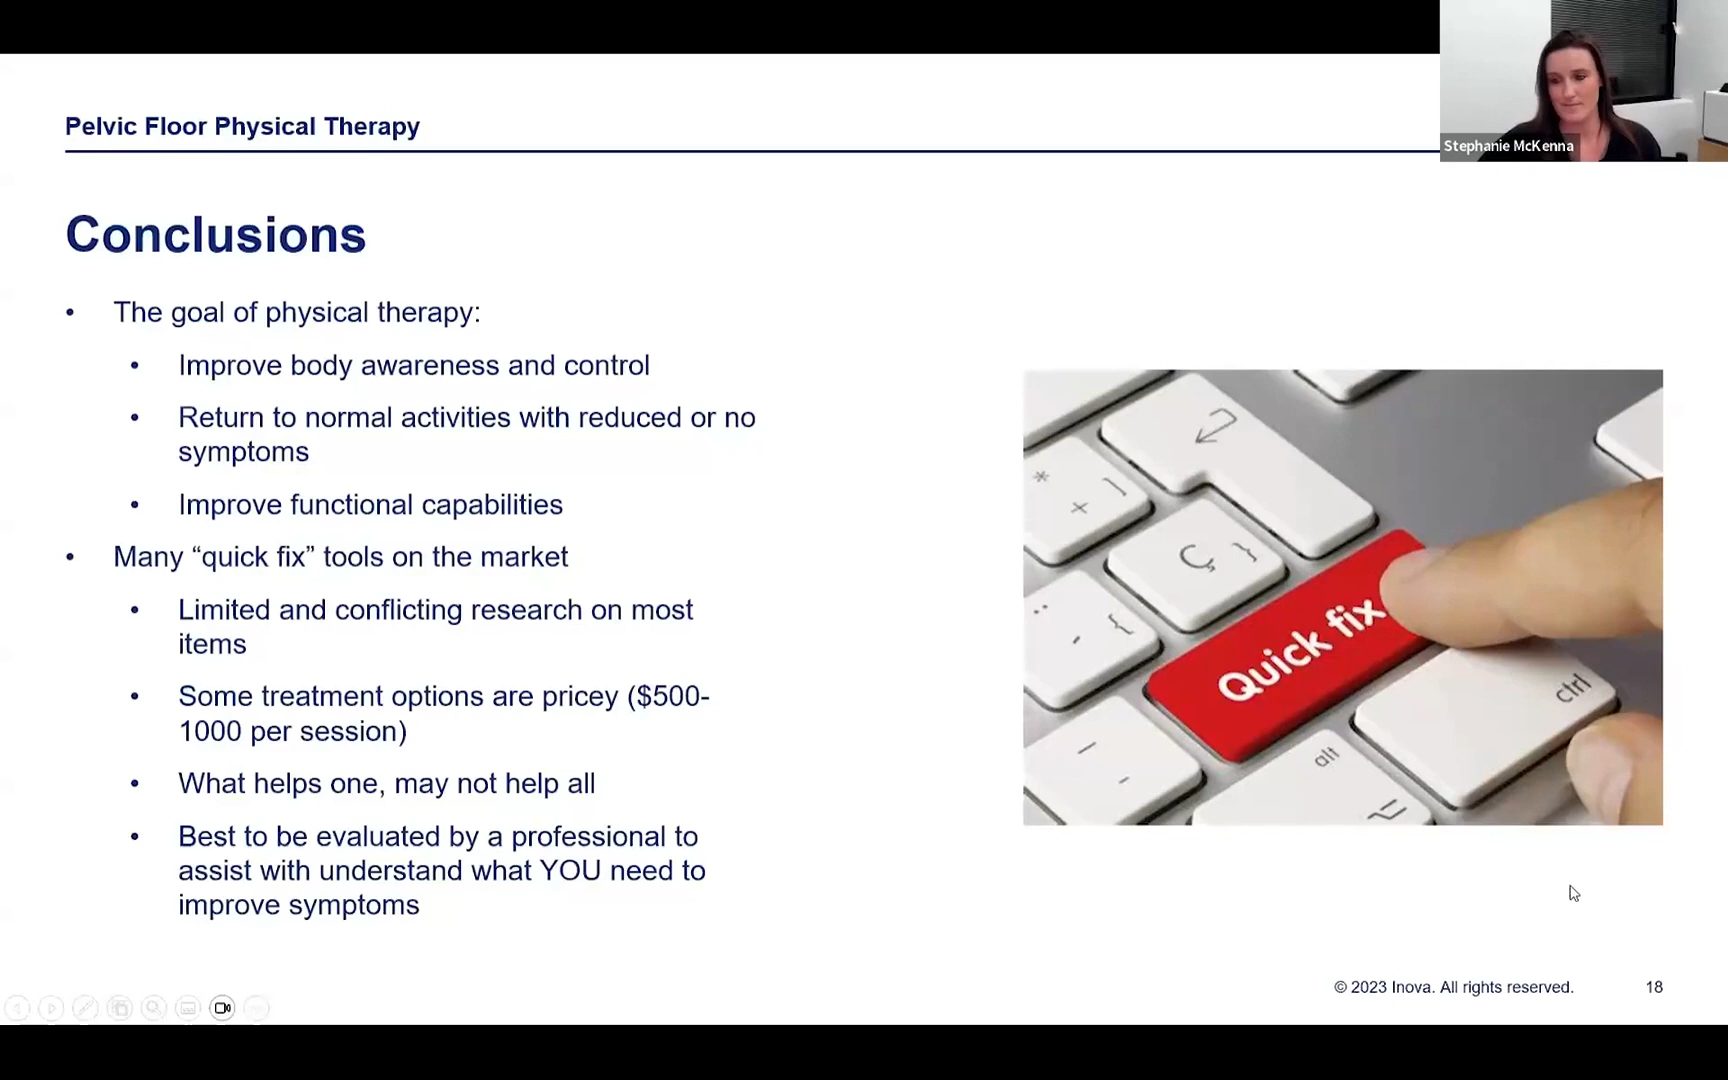 Pelvic Floor Physical Therapy
Stephanie McKenna
Conclusions
• The goal of physical therapy:
• Improve body awareness and control
• Return to normal activities with reduced or no
symptoms
• Improve functional capabilities
• Many “quick fix” tools on the market
• Limited and conflicting research on most
items
• Some treatment options are pricey ($500-
1000 per session)
• What helps one, may not help all
• Best to be evaluated by a professional to
assist with understand what YOU need to
improve symptoms
* ]
+
Ç }
¨ {
-
Quick fix
ctrl
alt
© 2023 Inova. All rights reserved. 18